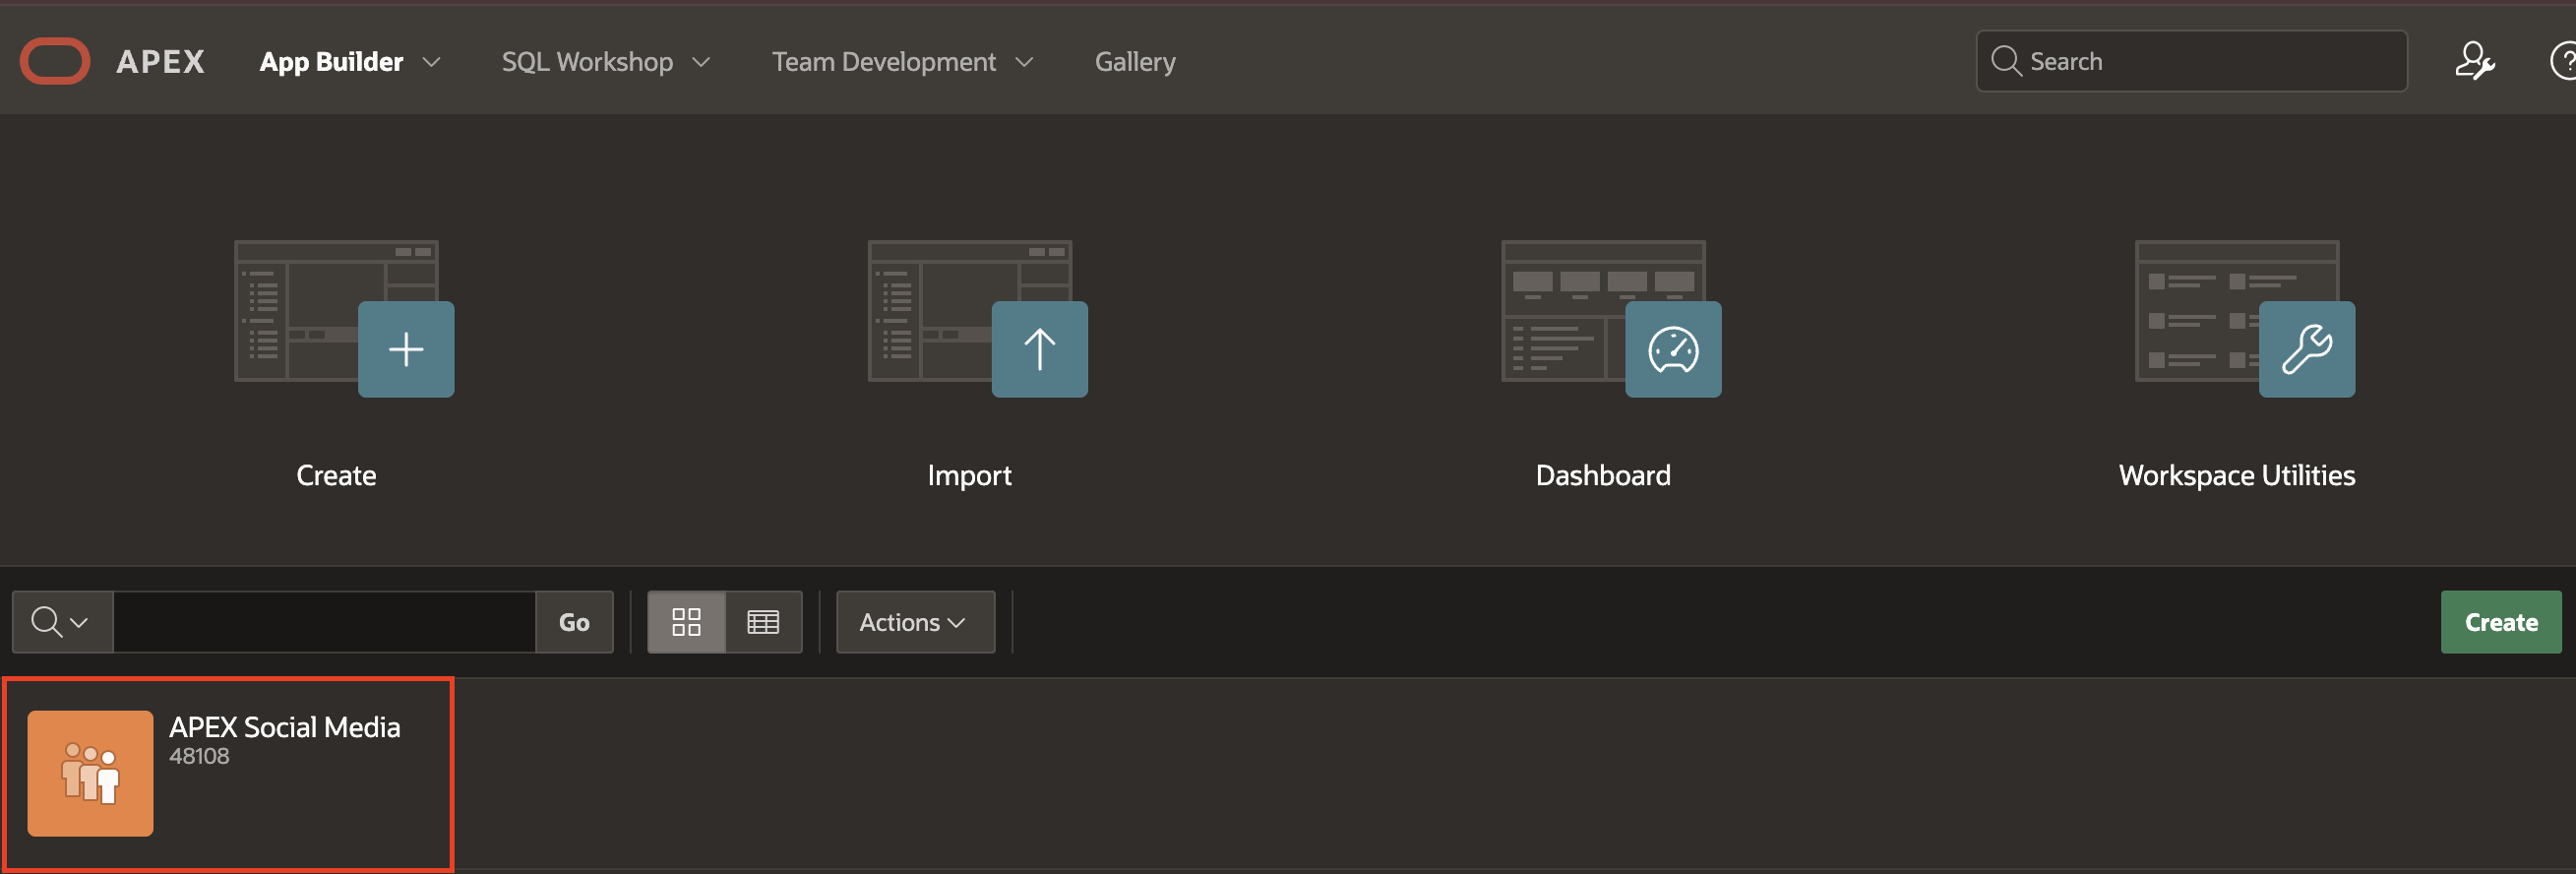 APEX App Builder SQL Workshop Team Development Gallery Search ?
Create Import Dashboard Workspace Utilities
Go Actions Create
APEX Social Media
48108